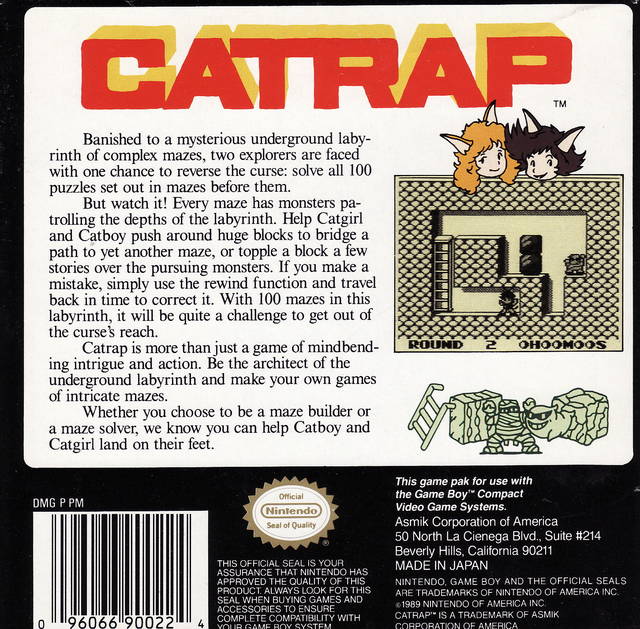 CATRAP
TM
Banished to a mysterious underground laby-
rinth of complex mazes, two explorers are faced
with one chance to reverse the curse: solve all 100
puzzles set out in mazes before them.
But watch it! Every maze has monsters pa-
trolling the depths of the labyrinth. Help Catgirl
and Catboy push around huge blocks to bridge a
path to yet another maze, or topple a block a few
stories over the pursuing monsters. If you make a
mistake, simply use the rewind function and travel
back in time to correct it. With 100 mazes in this
labyrinth, it will be quite a challenge to get out of
the curse's reach.
Catrap is more than just a game of mindbend-
ing intrigue and action. Be the architect of the
underground labyrinth and make your own games
of intricate mazes.
Whether you choose to be a maze builder or
a maze solver, we know you can help Catboy and
Catgirl land on their feet.
ROUND 2 OHOOMOOS
DMG P PM
0 96066 90022 4
Official
Nintendo
Seal of Quality
®
THIS OFFICIAL SEAL IS YOUR
ASSURANCE THAT NINTENDO HAS
APPROVED THE QUALITY OF THIS
PRODUCT. ALWAYS LOOK FOR THIS
SEAL WHEN BUYING GAMES AND
ACCESSORIES TO ENSURE
COMPLETE COMPATIBILITY WITH
YOUR GAME BOY SYSTEM
This game pak for use with
the Game Boy™ Compact
Video Game Systems.
Asmik Corporation of America
50 North La Cienega Blvd., Suite #214
Beverly Hills, California 90211
MADE IN JAPAN
NINTENDO, GAME BOY AND THE OFFICIAL SEALS
ARE TRADEMARKS OF NINTENDO OF AMERICA INC.
©1989 NINTENDO OF AMERICA INC.
CATRAP™ IS A TRADEMARK OF ASMIK
CORPORATION OF AMERICA